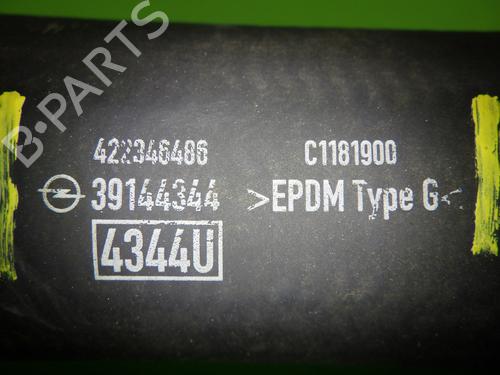 B-PARTS
422346486
C1181900
39144344
>EPDM Type G<
4344U